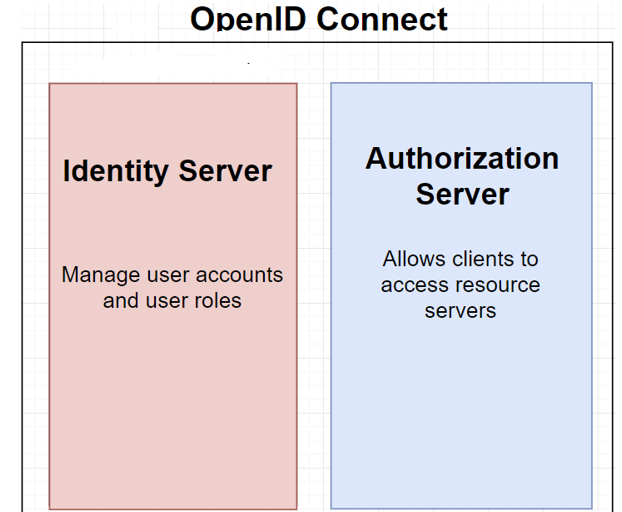 OpenID Connect
Identity Server
Manage user accounts
and user roles
Authorization
Server
Allows clients to
access resource
servers